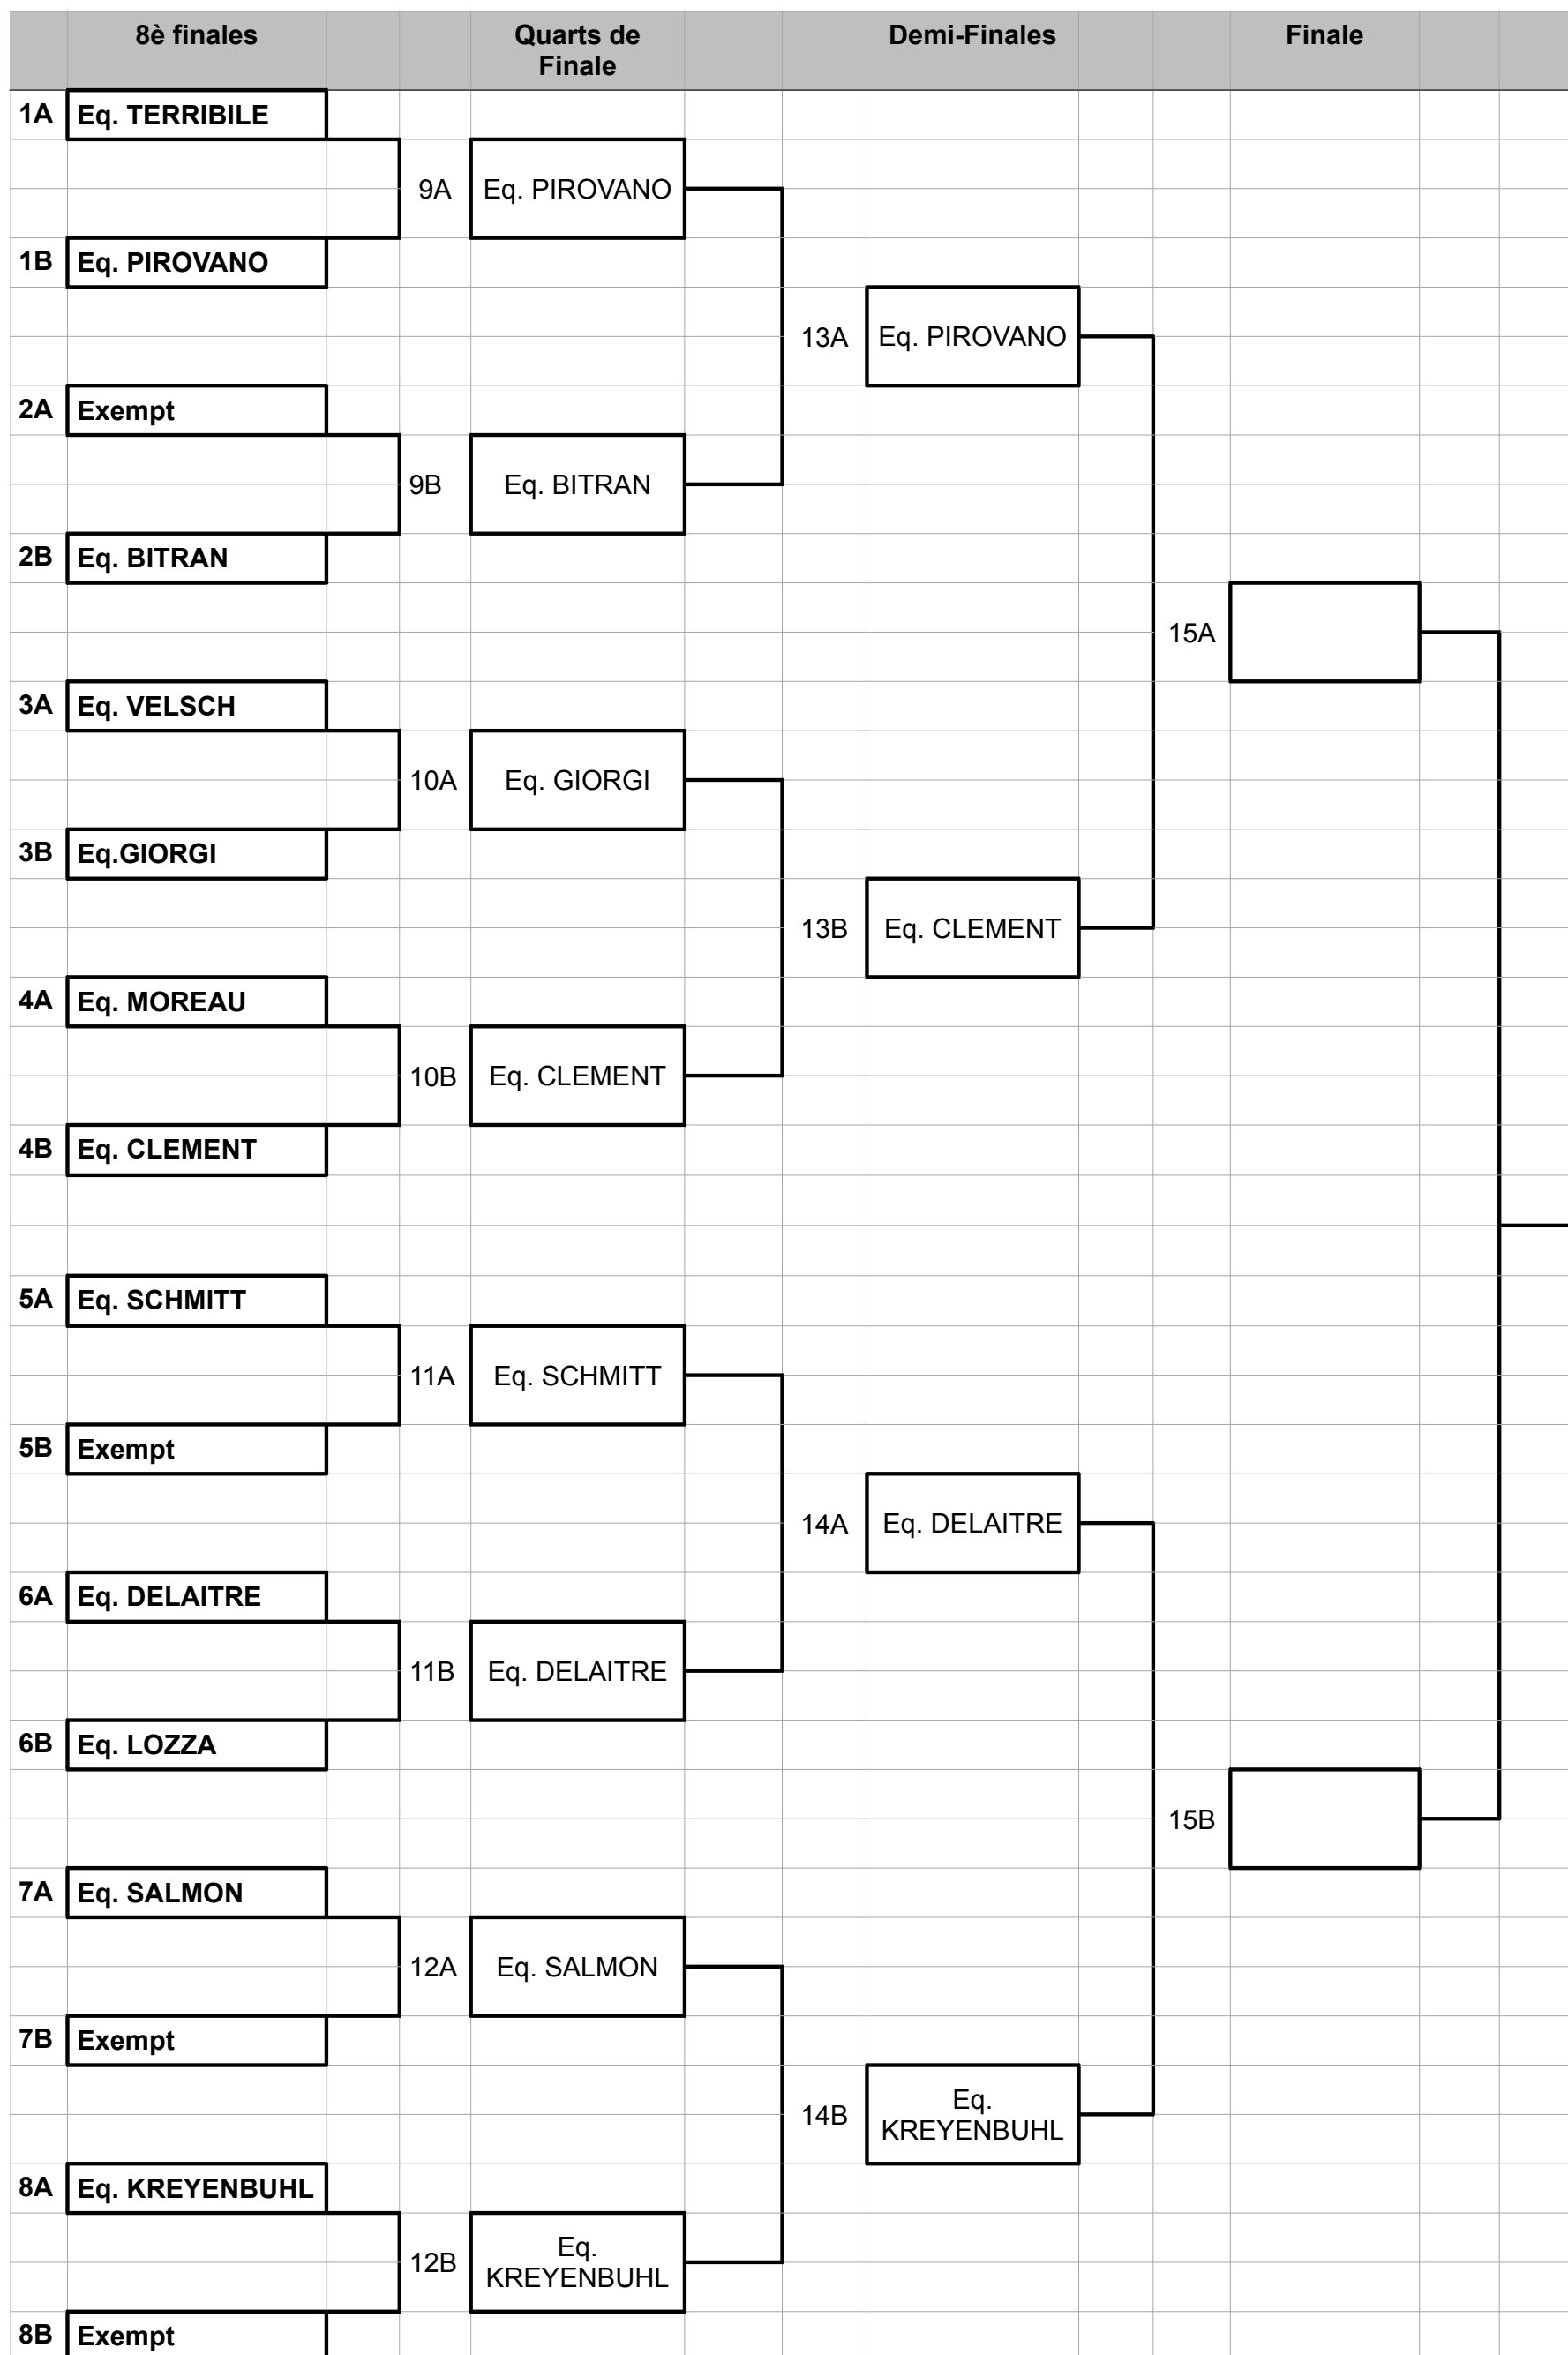 8è finales
Quarts de
Finale
Demi-Finales
Finale
1A Eq. TERRIBILE
9A Eq. PIROVANO
1B Eq. PIROVANO
13A Eq. PIROVANO
2A Exempt
9B Eq. BITRAN
2B Eq. BITRAN
15A
3A Eq. VELSCH
10A Eq. GIORGI
3B Eq.GIORGI
13B Eq. CLEMENT
4A Eq. MOREAU
10B Eq. CLEMENT
4B Eq. CLEMENT
5A Eq. SCHMITT
11A Eq. SCHMITT
5B Exempt
14A Eq. DELAITRE
6A Eq. DELAITRE
11B Eq. DELAITRE
6B Eq. LOZZA
15B
7A Eq. SALMON
12A Eq. SALMON
7B Exempt
14B Eq.
KREYENBUHL
8A Eq. KREYENBUHL
12B Eq.
KREYENBUHL
8B Exempt